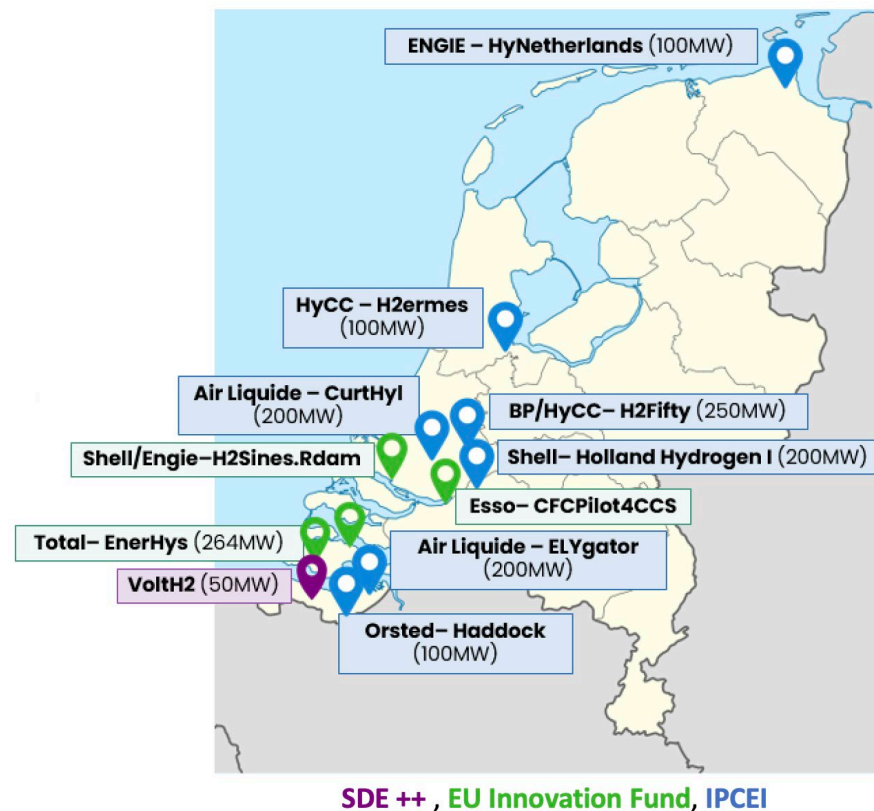 ENGIE – HyNetherlands (100MW)
HyCC – H2ermes
(100MW)
Air Liquide – CurtHyl
(200MW)
BP/HyCC– H2Fifty (250MW)
Shell/Engie–H2Sines.Rdam
Shell– Holland Hydrogen I (200MW)
Esso– CFCPilot4CCS
Total– EnerHys (264MW)
Air Liquide – ELYgator
(200MW)
VoltH2 (50MW)
Orsted– Haddock
(100MW)
SDE ++ , EU Innovation Fund, IPCEI